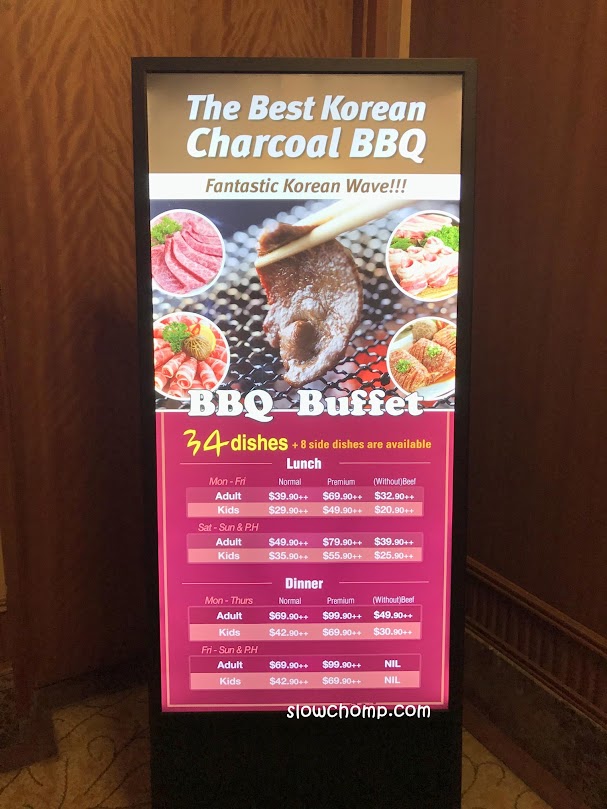 The Best Korean
Charcoal BBQ
Fantastic Korean Wave!!!
BBQ Buffet
34 dishes + 8 side dishes are available
Lunch
Mon - Fri Normal Premium (Without)Beef
Adult $39.90++ $69.90++ $32.90++
Kids $29.90++ $49.90++ $20.90++
Sat - Sun & P.H
Adult $49.90++ $79.90++ $39.90++
Kids $35.90++ $55.90++ $25.90++
Dinner
Mon - Thurs Normal Premium (Without)Beef
Adult $69.90++ $99.90++ $49.90++
Kids $42.90++ $69.90++ $30.90++
Fri - Sun & P.H
Adult $69.90++ $99.90++ NIL
Kids $42.90++ $69.90++ NIL
slowchomp.com